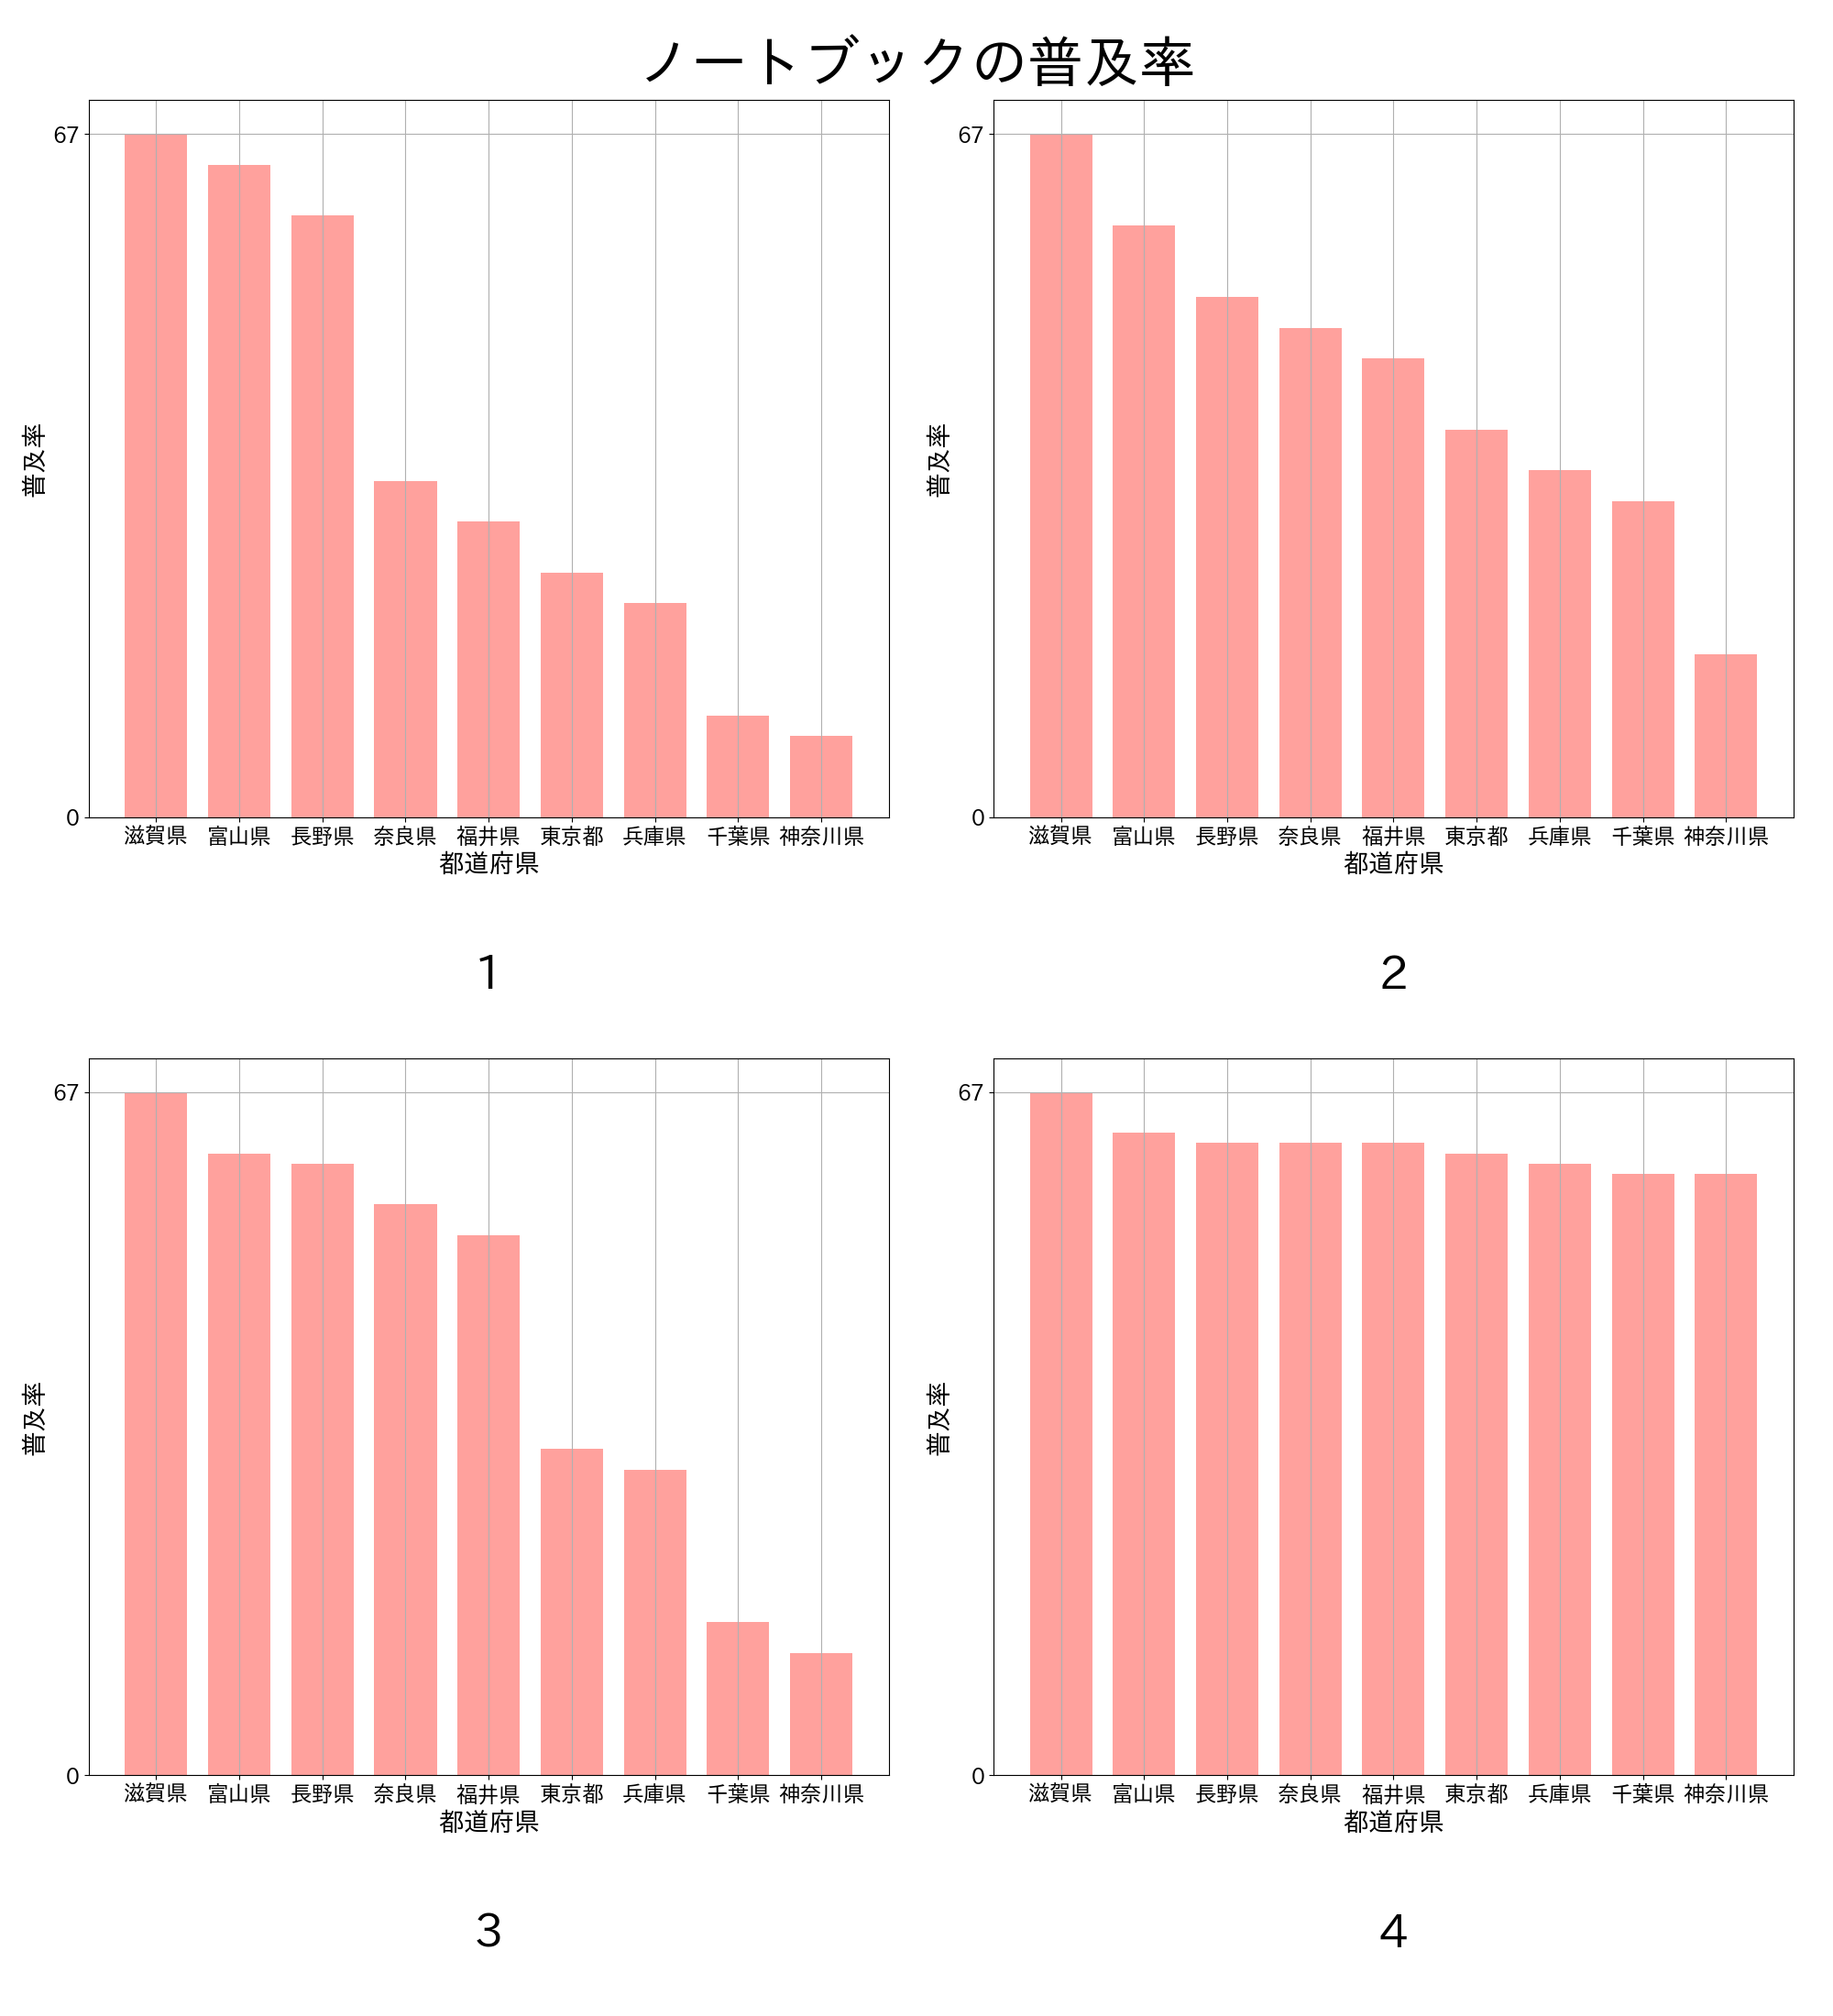 ノートブックの普及率
67
普及率
0
滋賀県 富山県 長野県 奈良県 福井県 東京都 兵庫県 千葉県 神奈川県
都道府県
1
67
普及率
0
滋賀県 富山県 長野県 奈良県 福井県 東京都 兵庫県 千葉県 神奈川県
都道府県
2
67
普及率
0
滋賀県 富山県 長野県 奈良県 福井県 東京都 兵庫県 千葉県 神奈川県
都道府県
3
67
普及率
0
滋賀県 富山県 長野県 奈良県 福井県 東京都 兵庫県 千葉県 神奈川県
都道府県
4